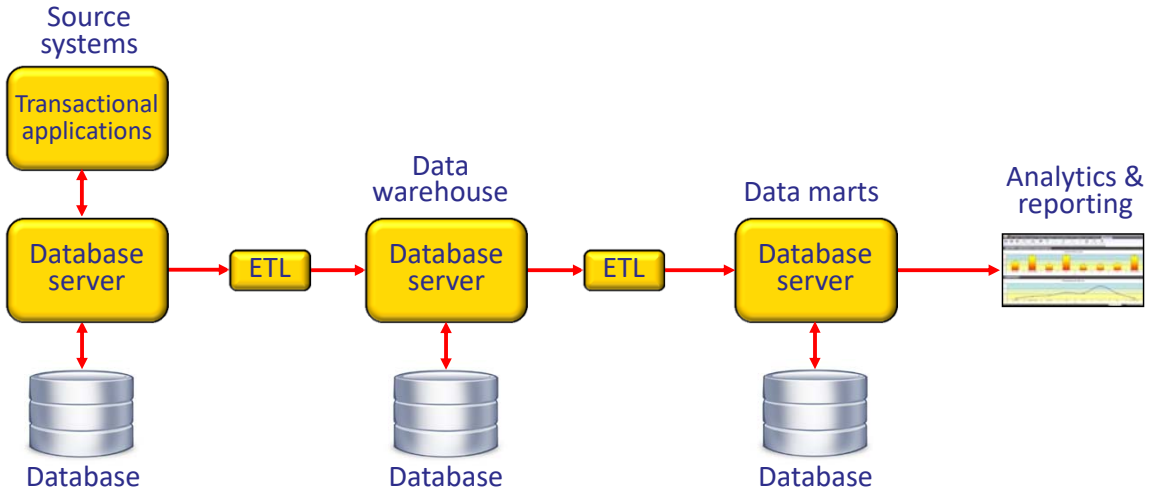 Source
systems
Transactional
applications
Data
warehouse
Data marts
Analytics &
reporting
Database
server
ETL
Database
server
ETL
Database
server
Database
Database
Database